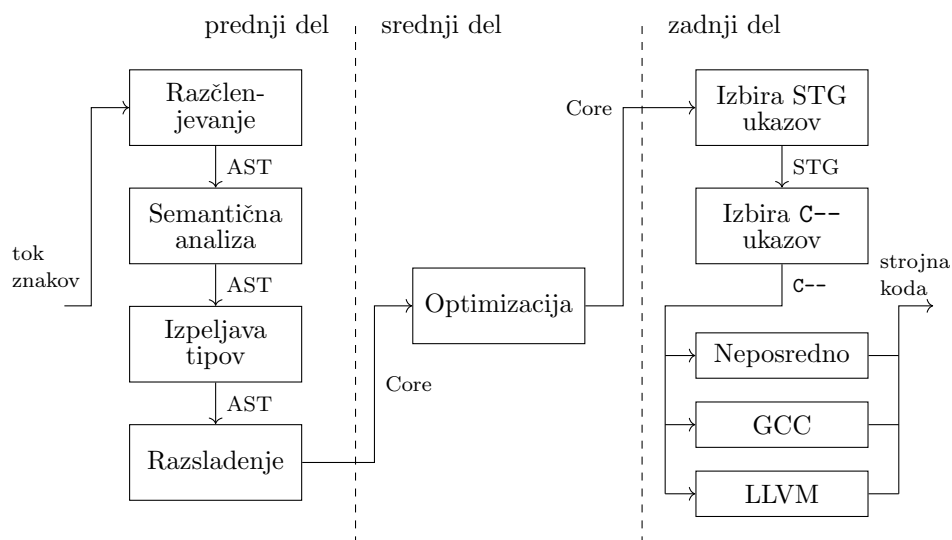 prednji del
srednji del
zadnji del
tok
znakov
Razčlen-
jevanje
AST
Semantična
analiza
AST
Izpeljava
tipov
AST
Razsladenje
Core
Optimizacija
Core
Izbira STG
ukazov
STG
Izbira C--
ukazov
C--
Neposredno
GCC
LLVM
strojna
koda